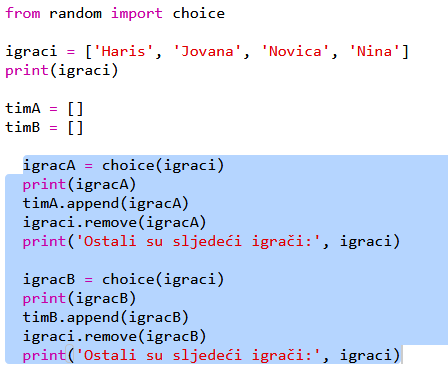 from random import choice
igraci = ['Haris', 'Jovana', 'Novica', 'Nina']
print(igraci)
timA = []
timB = []
igracA = choice(igraci)
print(igracA)
timA.append(igracA)
igraci.remove(igracA)
print('Ostali su sljedeći igrači:', igraci)
igracB = choice(igraci)
print(igracB)
timB.append(igracB)
igraci.remove(igracB)
print('Ostali su sljedeći igrači:', igraci)